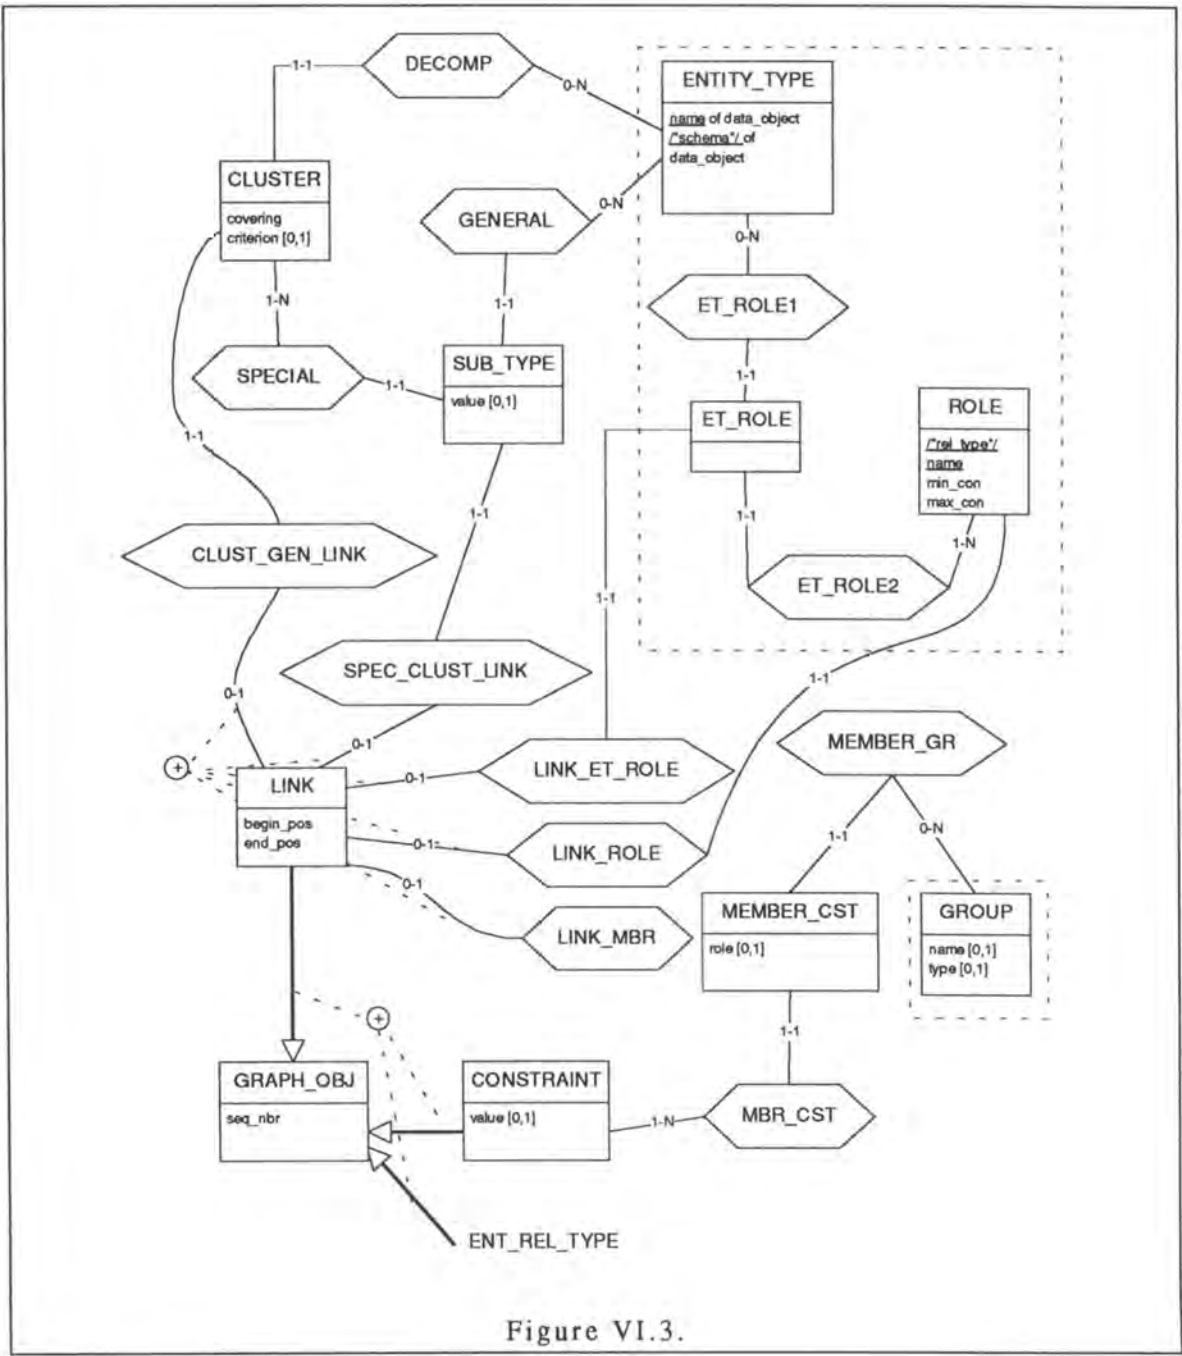 DECOMP
1-1
0-N
ENTITY_TYPE
name of data_object
/*schema*/ of
data_object
CLUSTER
covering
criterion [0,1]
GENERAL
0-N
0-N
1-N
1-1
ET_ROLE1
SPECIAL
SUB_TYPE
value [0,1]
1-1
1-1
ET_ROLE
ROLE
/*rel_type*/
name
min_con
max_con
1-1
1-1
1-1
1-N
CLUST_GEN_LINK
ET_ROLE2
1-1
SPEC_CLUST_LINK
1-1
0-1
0-1
MEMBER_GR
LINK
begin_pos
end_pos
0-1
LINK_ET_ROLE
0-1
LINK_ROLE
1-1
0-N
0-1
LINK_MBR
MEMBER_CST
role [0,1]
GROUP
name [0,1]
type [0,1]
1-1
GRAPH_OBJ
seq_nbr
CONSTRAINT
value [0,1]
1-N
MBR_CST
ENT_REL_TYPE
Figure VI.3.